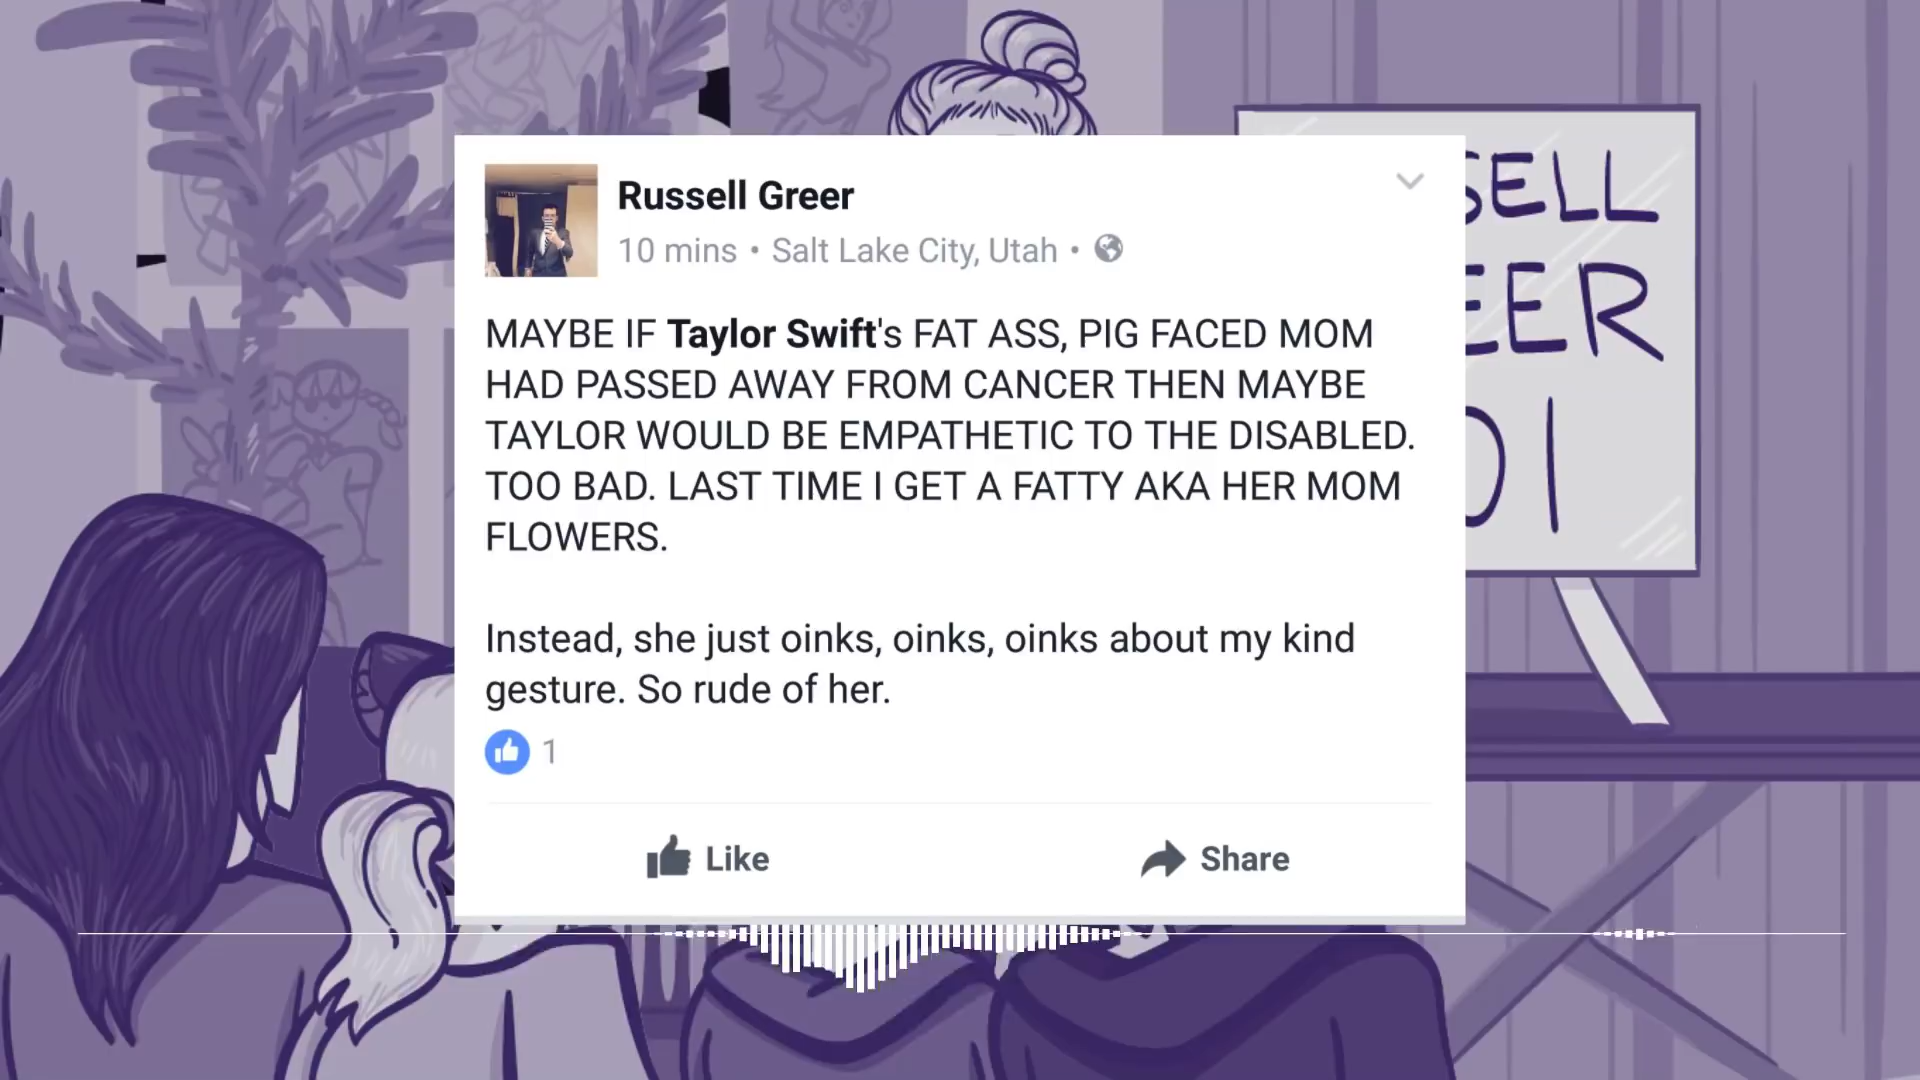 Russell Greer
10 mins • Salt Lake City, Utah •
MAYBE IF Taylor Swift's FAT ASS, PIG FACED MOM
HAD PASSED AWAY FROM CANCER THEN MAYBE
TAYLOR WOULD BE EMPATHETIC TO THE DISABLED.
TOO BAD. LAST TIME I GET A FATTY AKA HER MOM
FLOWERS.
Instead, she just oinks, oinks, oinks about my kind
gesture. So rude of her.
1
Like Share
SELL
EER
01